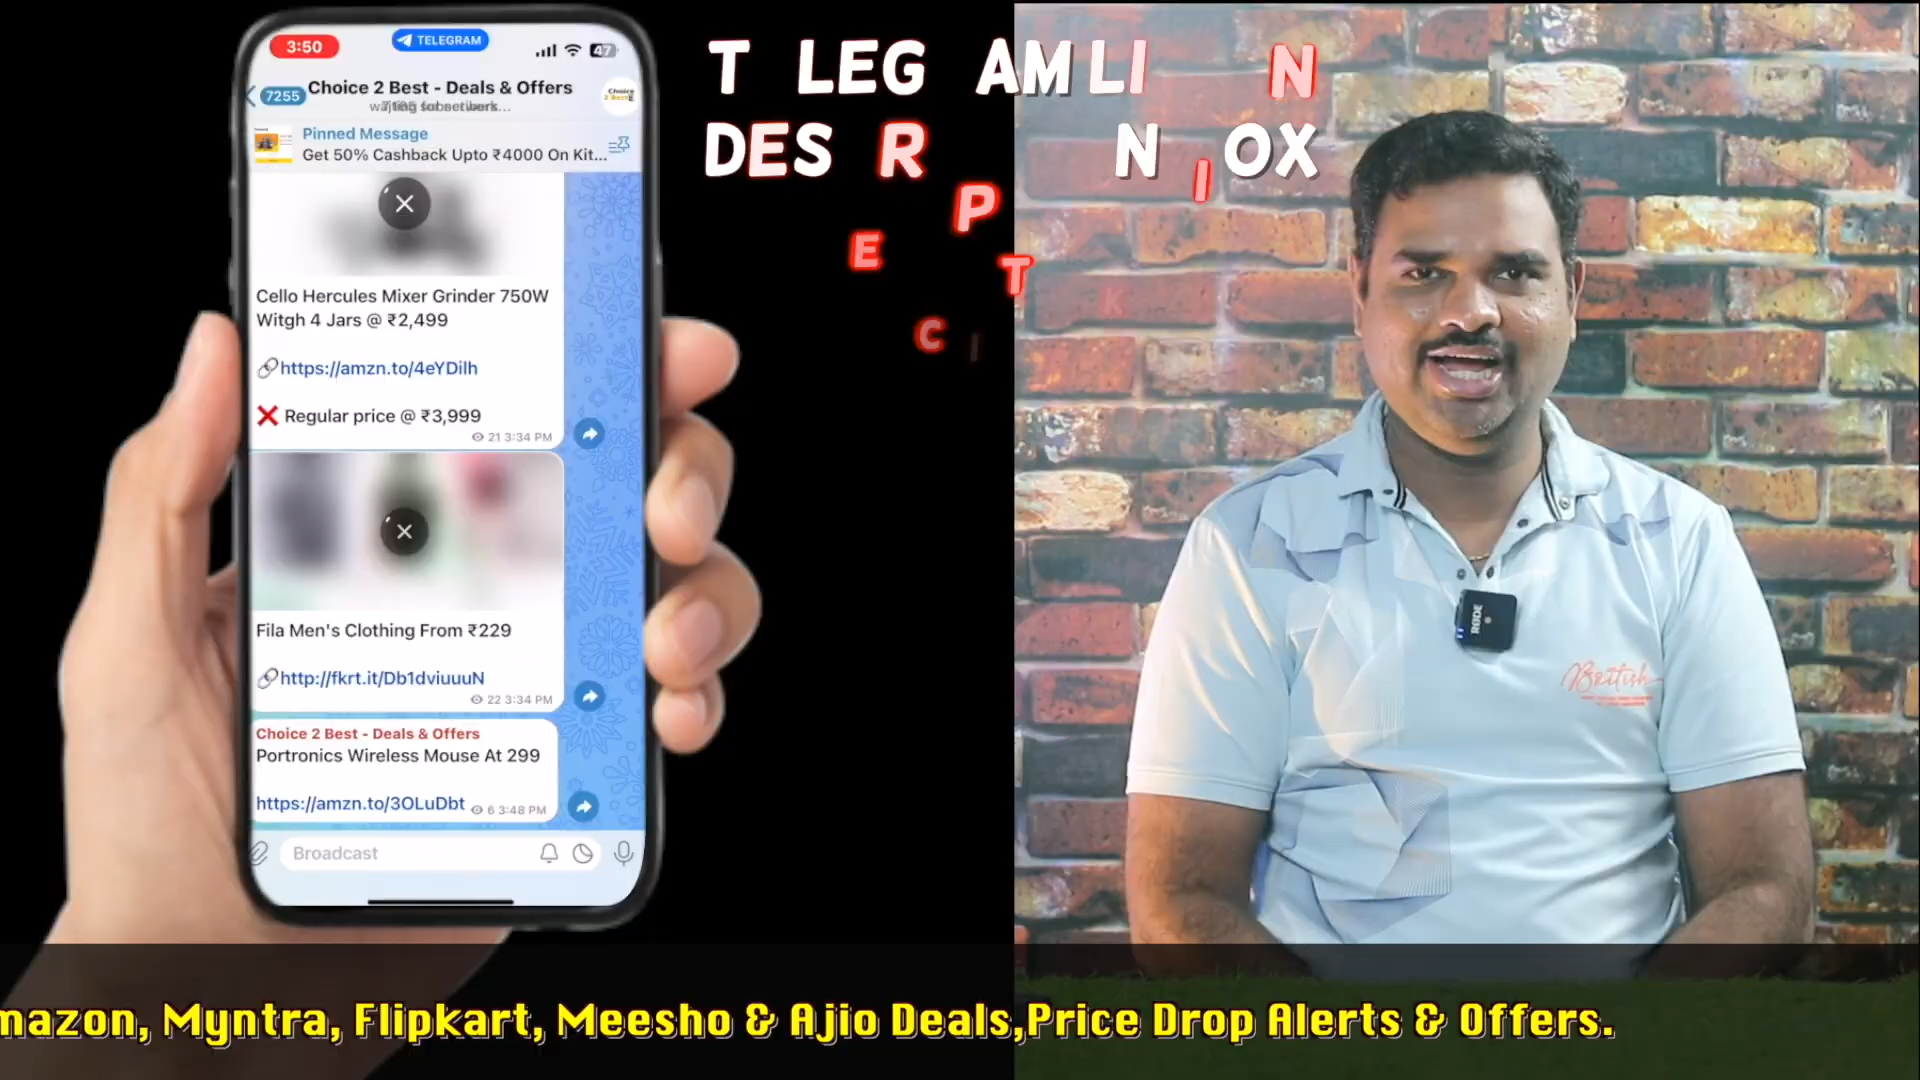 3:50
TELEGRAM
47
7255
Choice 2 Best - Deals & Offers
Pinned Message
Get 50% Cashback Upto ₹4000 On Kit...
Cello Hercules Mixer Grinder 750W
Witgh 4 Jars @ ₹2,499
https://amzn.to/4eYDilh
❌ Regular price @ ₹3,999
21 3:34 PM
Fila Men's Clothing From ₹229
http://fkrt.it/Db1dviuuuN
22 3:34 PM
Choice 2 Best - Deals & Offers
Portronics Wireless Mouse At 299
https://amzn.to/3OLuDbt
6 3:48 PM
Broadcast
T LEG AMLI N
DES R N I OX
P
E
T
K
C I
RØDE
British
mazon, Myntra, Flipkart, Meesho & Ajio Deals,Price Drop Alerts & Offers.